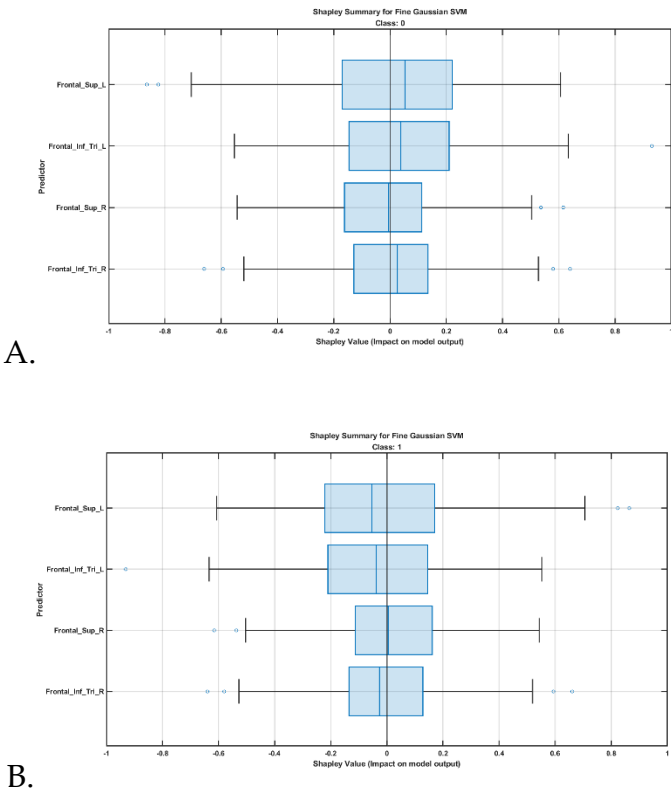 Shapley Summary for Fine Gaussian SVM
Class: 0
Frontal_Sup_L
Frontal_Inf_Tri_L
Frontal_Sup_R
Frontal_Inf_Tri_R
Predictor
-1 -0.8 -0.6 -0.4 -0.2 0 0.2 0.4 0.6 0.8 1
Shapley Value (Impact on model output)
A.
Shapley Summary for Fine Gaussian SVM
Class: 1
Frontal_Sup_L
Frontal_Inf_Tri_L
Frontal_Sup_R
Frontal_Inf_Tri_R
Predictor
-1 -0.8 -0.6 -0.4 -0.2 0 0.2 0.4 0.6 0.8 1
Shapley Value (Impact on model output)
B.